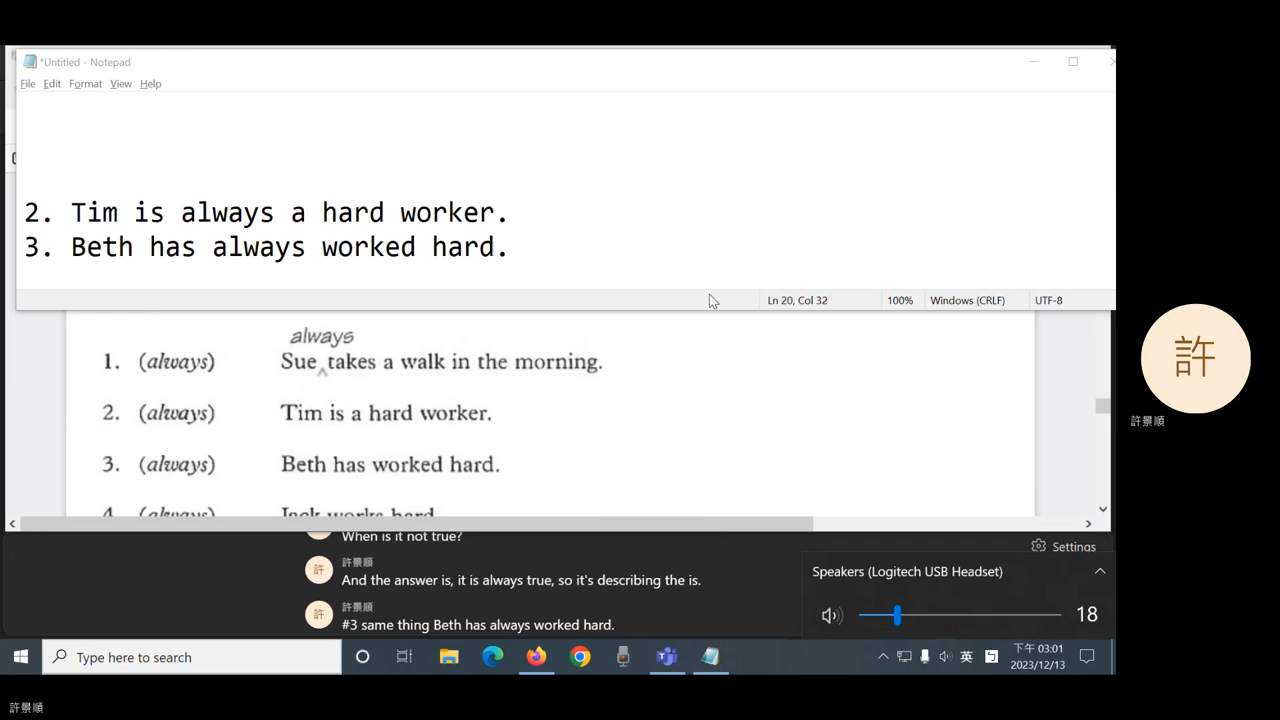 *Untitled - Notepad
File Edit Format View Help
2. Tim is always a hard worker.
3. Beth has always worked hard.
Ln 20, Col 32 100% Windows (CRLF) UTF-8
always
1. (always) Sue takes a walk in the morning.
2. (always) Tim is a hard worker.
3. (always) Beth has worked hard.
4. (always) Jack works hard
When is it not true?
許景順
And the answer is, it is always true, so it's describing the is.
許景順
#3 same thing Beth has always worked hard.
Settings
Speakers (Logitech USB Headset)
18
Type here to search
英
下午 03:01
2023/12/13
許
許景順
許景順